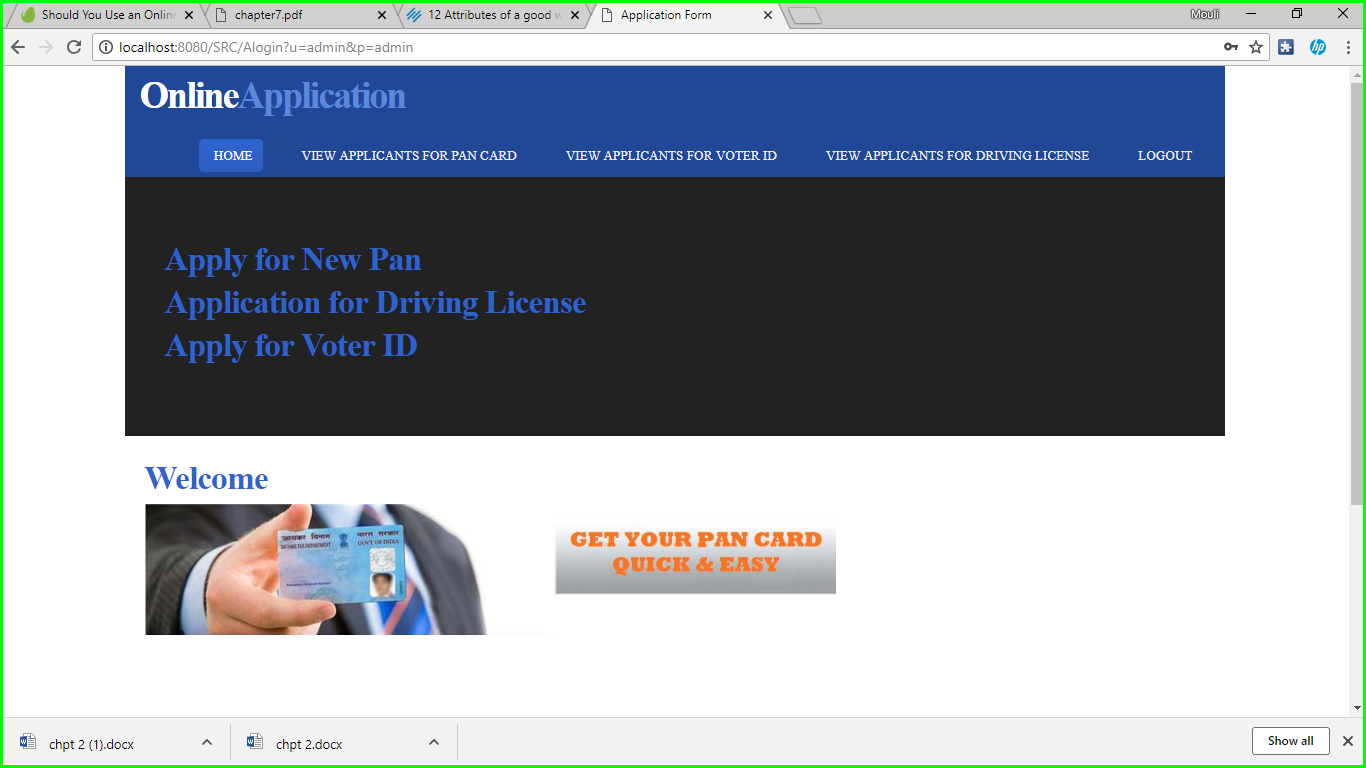 Should You Use an Onlin
chapter7.pdf
12 Attributes of a good w
Application Form
Mouli
localhost:8080/SRC/Alogin?u=admin&p=admin
hp
OnlineApplication
HOME
VIEW APPLICANTS FOR PAN CARD
VIEW APPLICANTS FOR VOTER ID
VIEW APPLICANTS FOR DRIVING LICENSE
LOGOUT
Apply for New Pan
Application for Driving License
Apply for Voter ID
Welcome
आयकर विभाग
भारत सरकार
INCOME TAX DEPARTMENT
GOVT. OF INDIA
GET YOUR PAN CARD
QUICK & EASY
chpt 2 (1).docx
chpt 2.docx
Show all